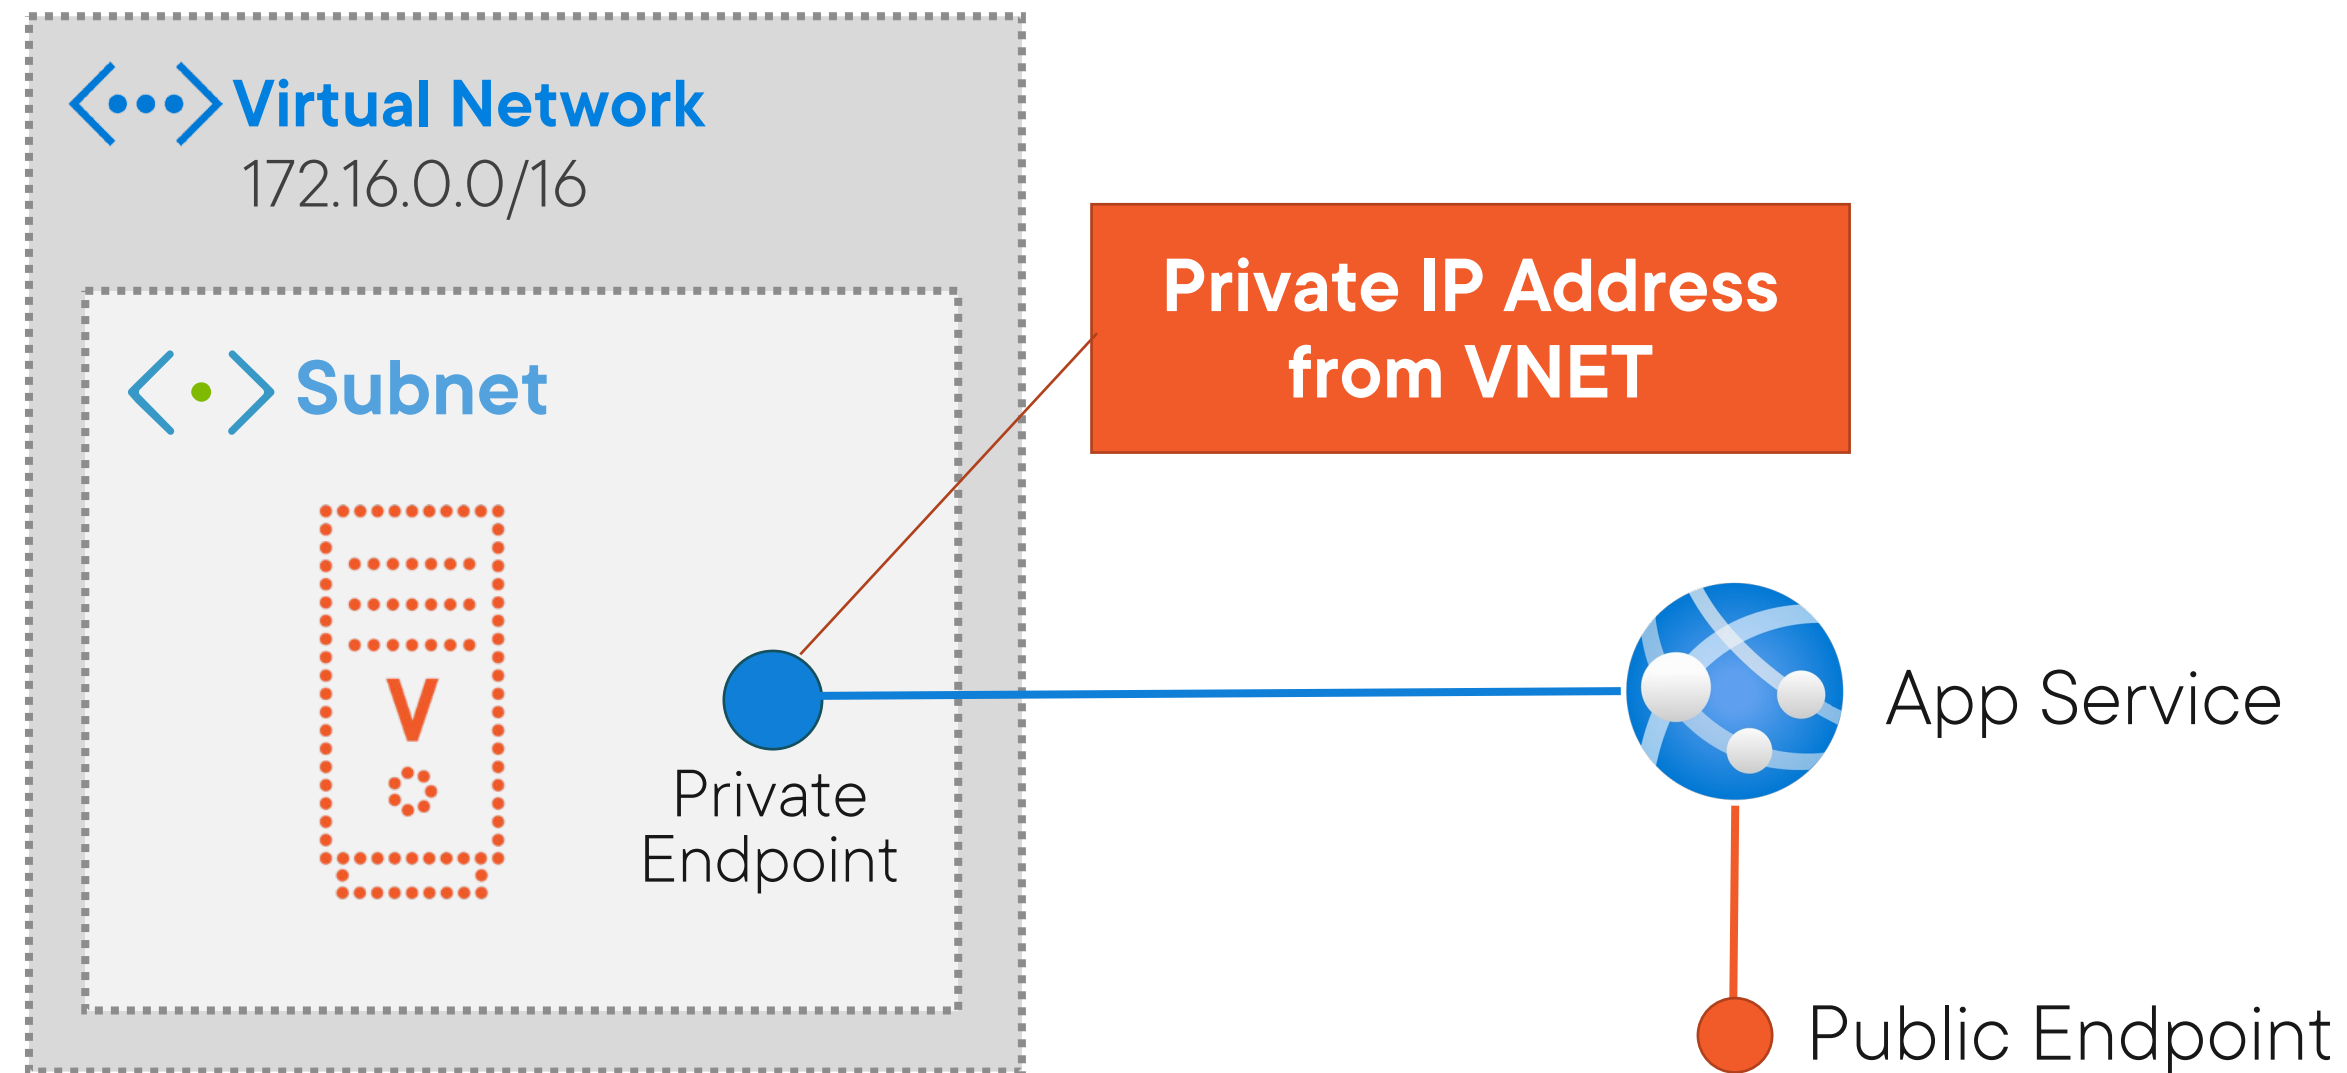 Virtual Network
172.16.0.0/16
Private IP Address
from VNET
Subnet
V
App Service
Private
Endpoint
Public Endpoint